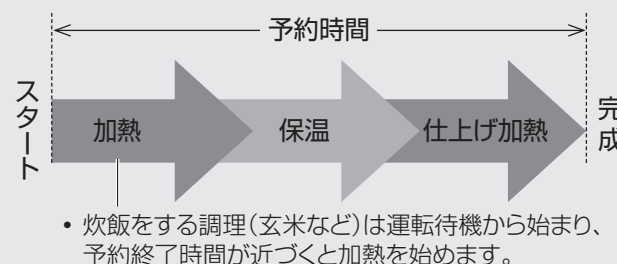 予約時間
スタート
加熱
保温
仕上げ加熱
完成
• 炊飯をする調理(玄米など)は運転待機から始まり、
予約終了時間が近づくと加熱を始めます。